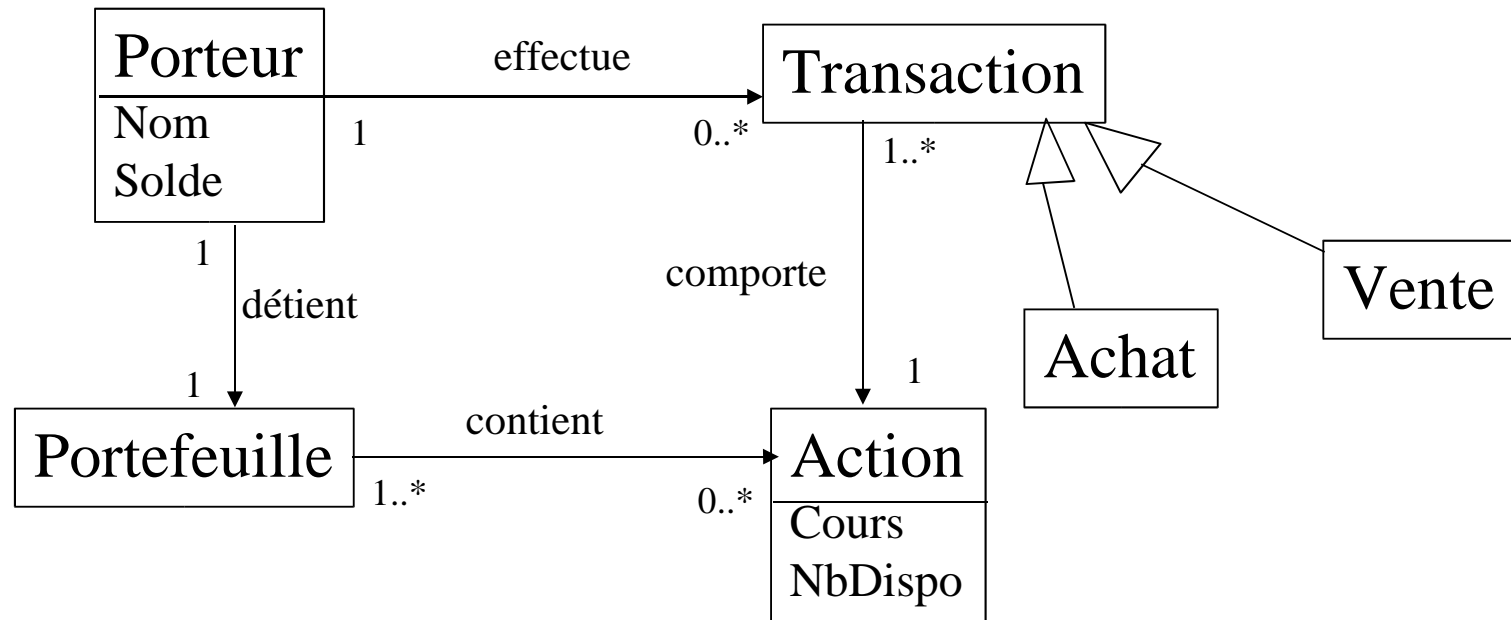 Porteur
Nom
Solde
effectue
1
0..*
Transaction
1..*
1
détient
1
comporte
1
Achat
Vente
Portefeuille
contient
1..*
0..*
Action
Cours
NbDispo